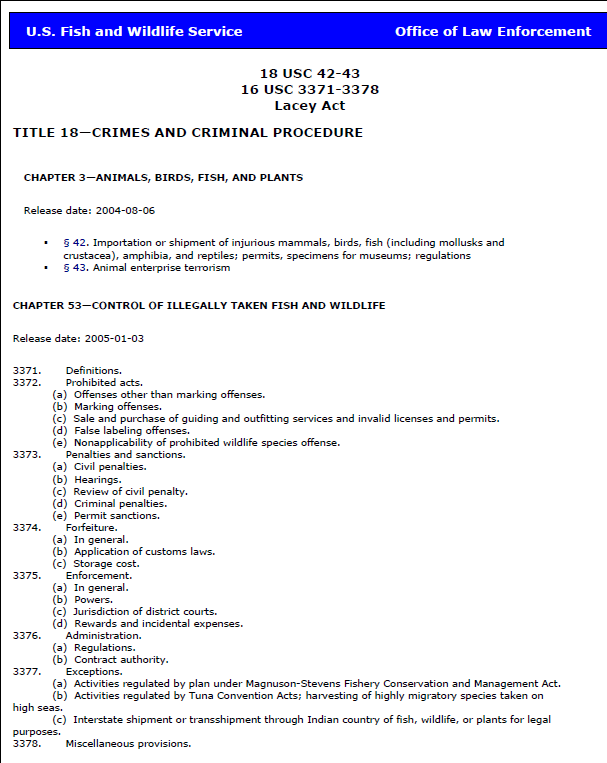 U.S. Fish and Wildlife Service Office of Law Enforcement
18 USC 42-43
16 USC 3371-3378
Lacey Act
TITLE 18—CRIMES AND CRIMINAL PROCEDURE
CHAPTER 3—ANIMALS, BIRDS, FISH, AND PLANTS
Release date: 2004-08-06
▪ § 42. Importation or shipment of injurious mammals, birds, fish (including mollusks and
crustacea), amphibia, and reptiles; permits, specimens for museums; regulations
▪ § 43. Animal enterprise terrorism
CHAPTER 53—CONTROL OF ILLEGALLY TAKEN FISH AND WILDLIFE
Release date: 2005-01-03
3371. Definitions.
3372. Prohibited acts.
(a) Offenses other than marking offenses.
(b) Marking offenses.
(c) Sale and purchase of guiding and outfitting services and invalid licenses and permits.
(d) False labeling offenses.
(e) Nonapplicability of prohibited wildlife species offense.
3373. Penalties and sanctions.
(a) Civil penalties.
(b) Hearings.
(c) Review of civil penalty.
(d) Criminal penalties.
(e) Permit sanctions.
3374. Forfeiture.
(a) In general.
(b) Application of customs laws.
(c) Storage cost.
3375. Enforcement.
(a) In general.
(b) Powers.
(c) Jurisdiction of district courts.
(d) Rewards and incidental expenses.
3376. Administration.
(a) Regulations.
(b) Contract authority.
3377. Exceptions.
(a) Activities regulated by plan under Magnuson-Stevens Fishery Conservation and Management Act.
(b) Activities regulated by Tuna Convention Acts; harvesting of highly migratory species taken on
high seas.
(c) Interstate shipment or transshipment through Indian country of fish, wildlife, or plants for legal
purposes.
3378. Miscellaneous provisions.